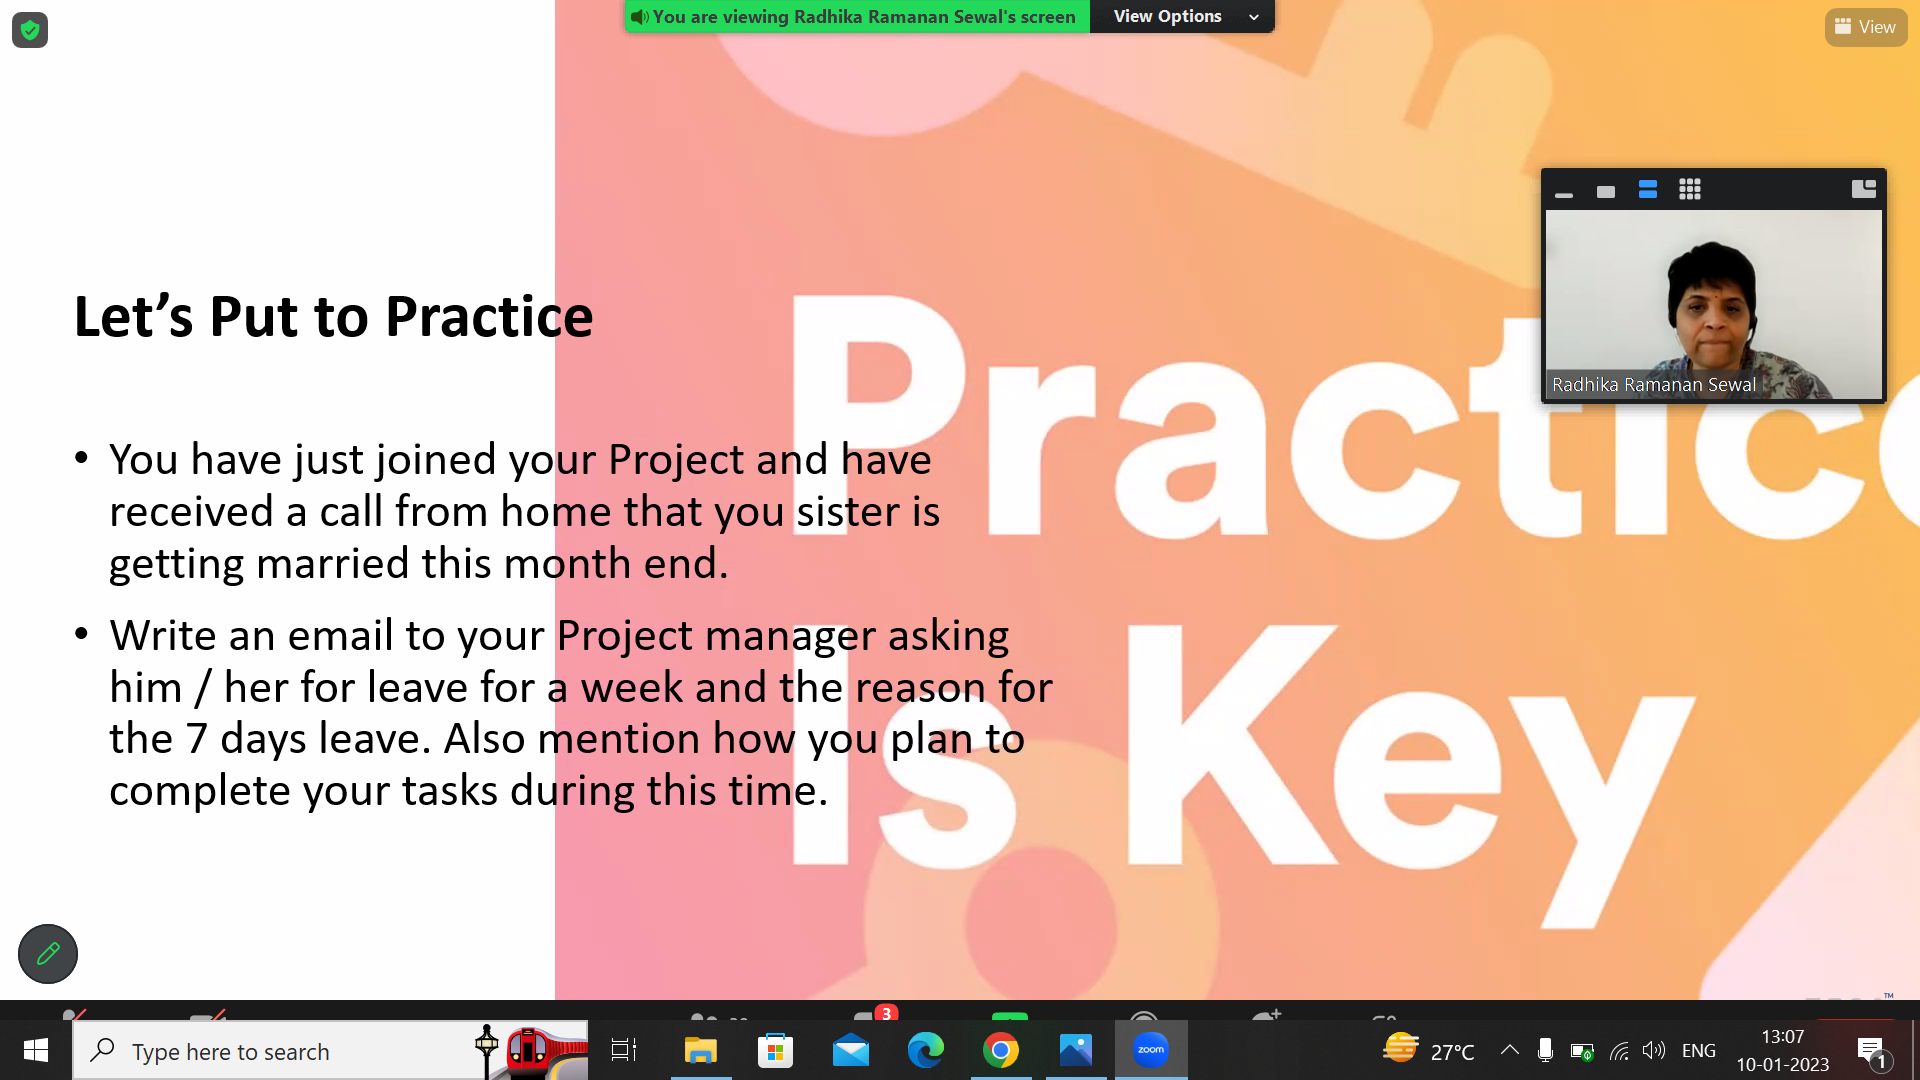 You are viewing Radhika Ramanan Sewal's screen
View Options
View
Let's Put to Practice
Practice
Is Key
• You have just joined your Project and have
received a call from home that you sister is
getting married this month end.
• Write an email to your Project manager asking
him / her for leave for a week and the reason for
the 7 days leave. Also mention how you plan to
complete your tasks during this time.
Radhika Ramanan Sewal
3
TM
Type here to search
zoom
27°C
ENG
13:07
10-01-2023
1